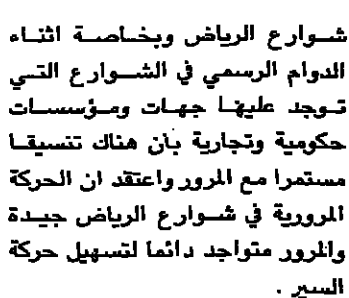 شوارع الرياض وبخاصة اثناء
الدوام الرسمي في الشوارع التي
توجد عليها جهات ومؤسسات
حكومية وتجارية بأن هناك تنسيقا
مستمرا مع المرور واعتقد ان الحركة
المرورية في شوارع الرياض جيدة
والمرور متواجد دائما لتسهيل حركة
السير .